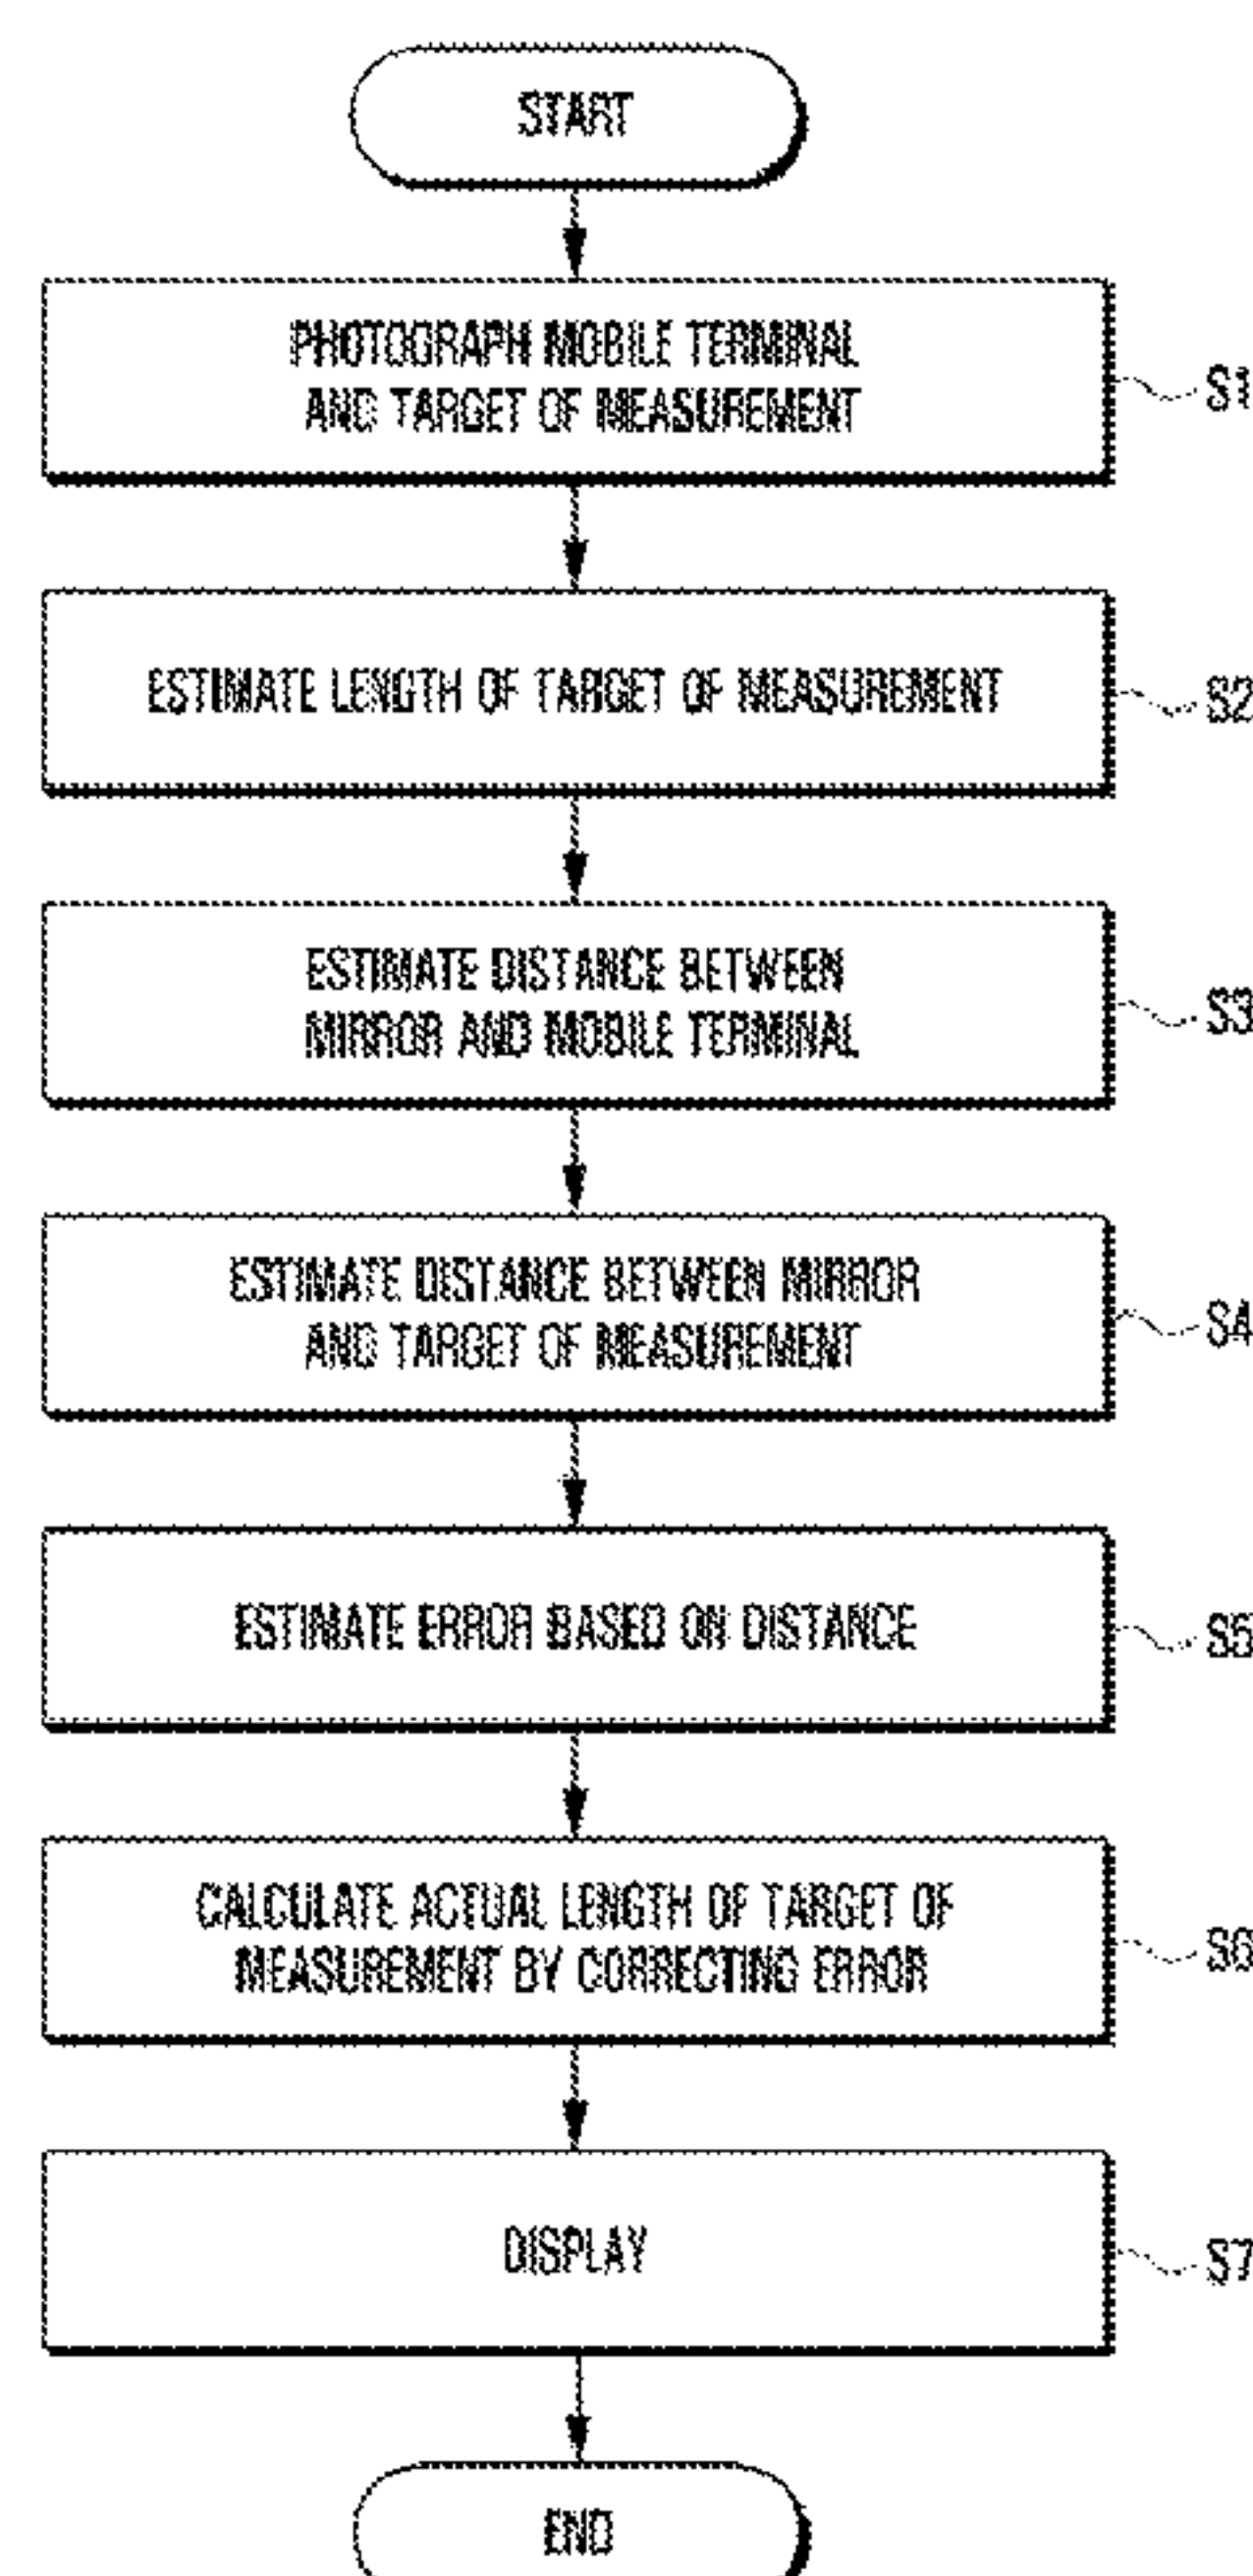 START
PHOTOGRAPH MOBILE TERMINAL
AND TARGET OF MEASUREMENT
S1
ESTIMATE LENGTH OF TARGET OF MEASUREMENT
S2
ESTIMATE DISTANCE BETWEEN
MIRROR AND MOBILE TERMINAL
S3
ESTIMATE DISTANCE BETWEEN MIRROR
AND TARGET OF MEASUREMENT
S4
ESTIMATE ERROR BASED ON DISTANCE
S5
CALCULATE ACTUAL LENGTH OF TARGET OF
MEASUREMENT BY CORRECTING ERROR
S6
DISPLAY
S7
END